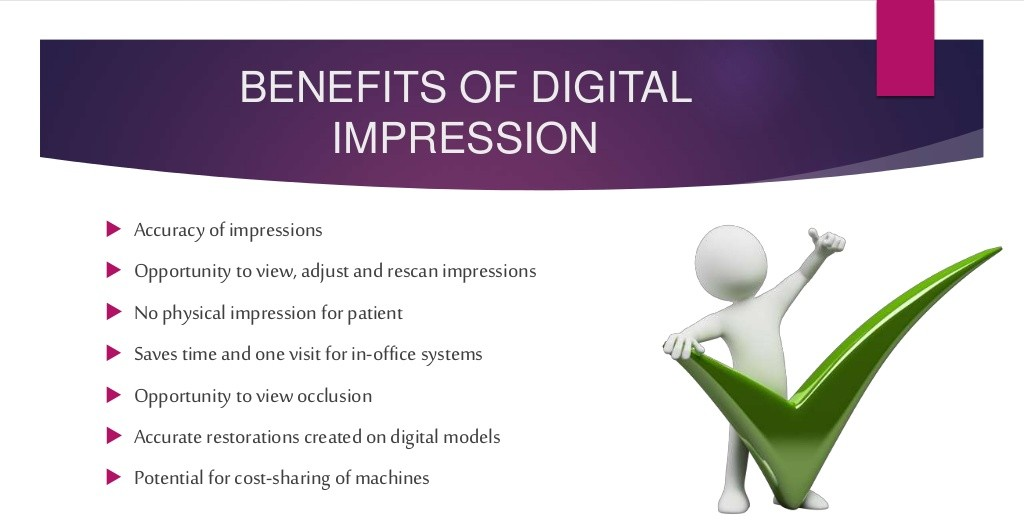 BENEFITS OF DIGITAL
IMPRESSION
Accuracy of impressions
Opportunity to view, adjust and rescan impressions
No physical impression for patient
Saves time and one visit for in-office systems
Opportunity to view occlusion
Accurate restorations created on digital models
Potential for cost-sharing of machines